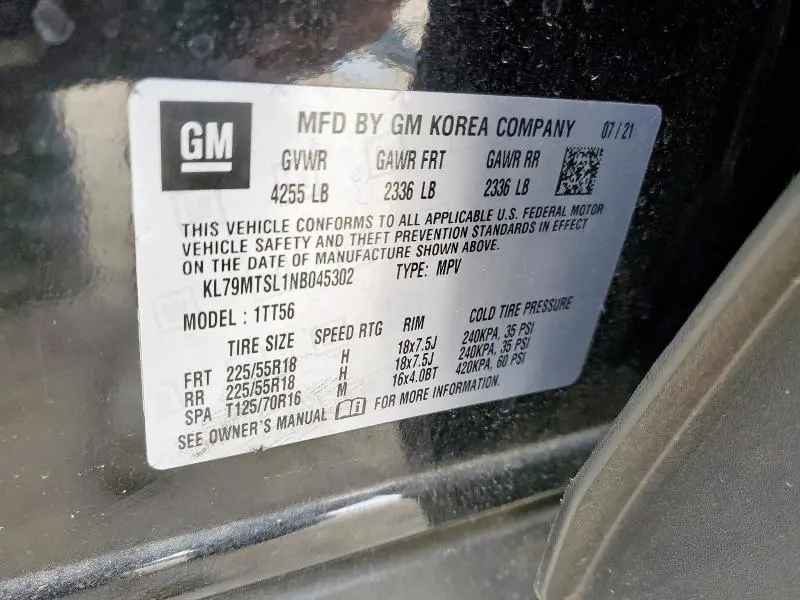 GM MFD BY GM KOREA COMPANY 07/21
GVWR GAWR FRT GAWR RR
4255 LB 2336 LB 2336 LB
THIS VEHICLE CONFORMS TO ALL APPLICABLE U.S. FEDERAL MOTOR
VEHICLE SAFETY AND THEFT PREVENTION STANDARDS IN EFFECT
ON THE DATE OF MANUFACTURE SHOWN ABOVE.
KL79MTSL1NB045302 TYPE: MPV
MODEL : 1TT56
TIRE SIZE SPEED RTG RIM COLD TIRE PRESSURE
FRT 225/55R18 H 18x7.5J 240KPA, 35 PSI
RR 225/55R18 H 18x7.5J 240KPA, 35 PSI
SPA T125/70R16 M 16x4.0BT 420KPA, 60 PSI
SEE OWNER'S MANUAL FOR MORE INFORMATION.